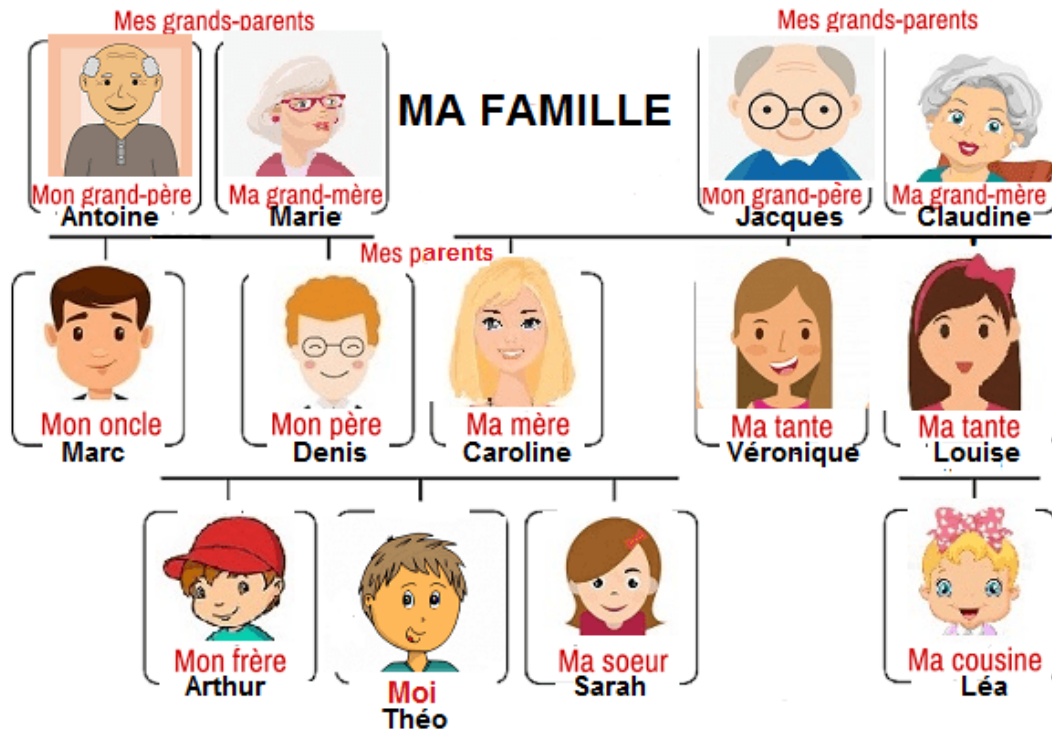 Mes grands-parents
Mes grands-parents
MA FAMILLE
Mon grand-père
Antoine
Ma grand-mère
Marie
Mon grand-père
Jacques
Ma grand-mère
Claudine
Mes parents
Mon oncle
Marc
Mon père
Denis
Ma mère
Caroline
Ma tante
Véronique
Ma tante
Louise
Mon frère
Arthur
Moi
Théo
Ma soeur
Sarah
Ma cousine
Léa